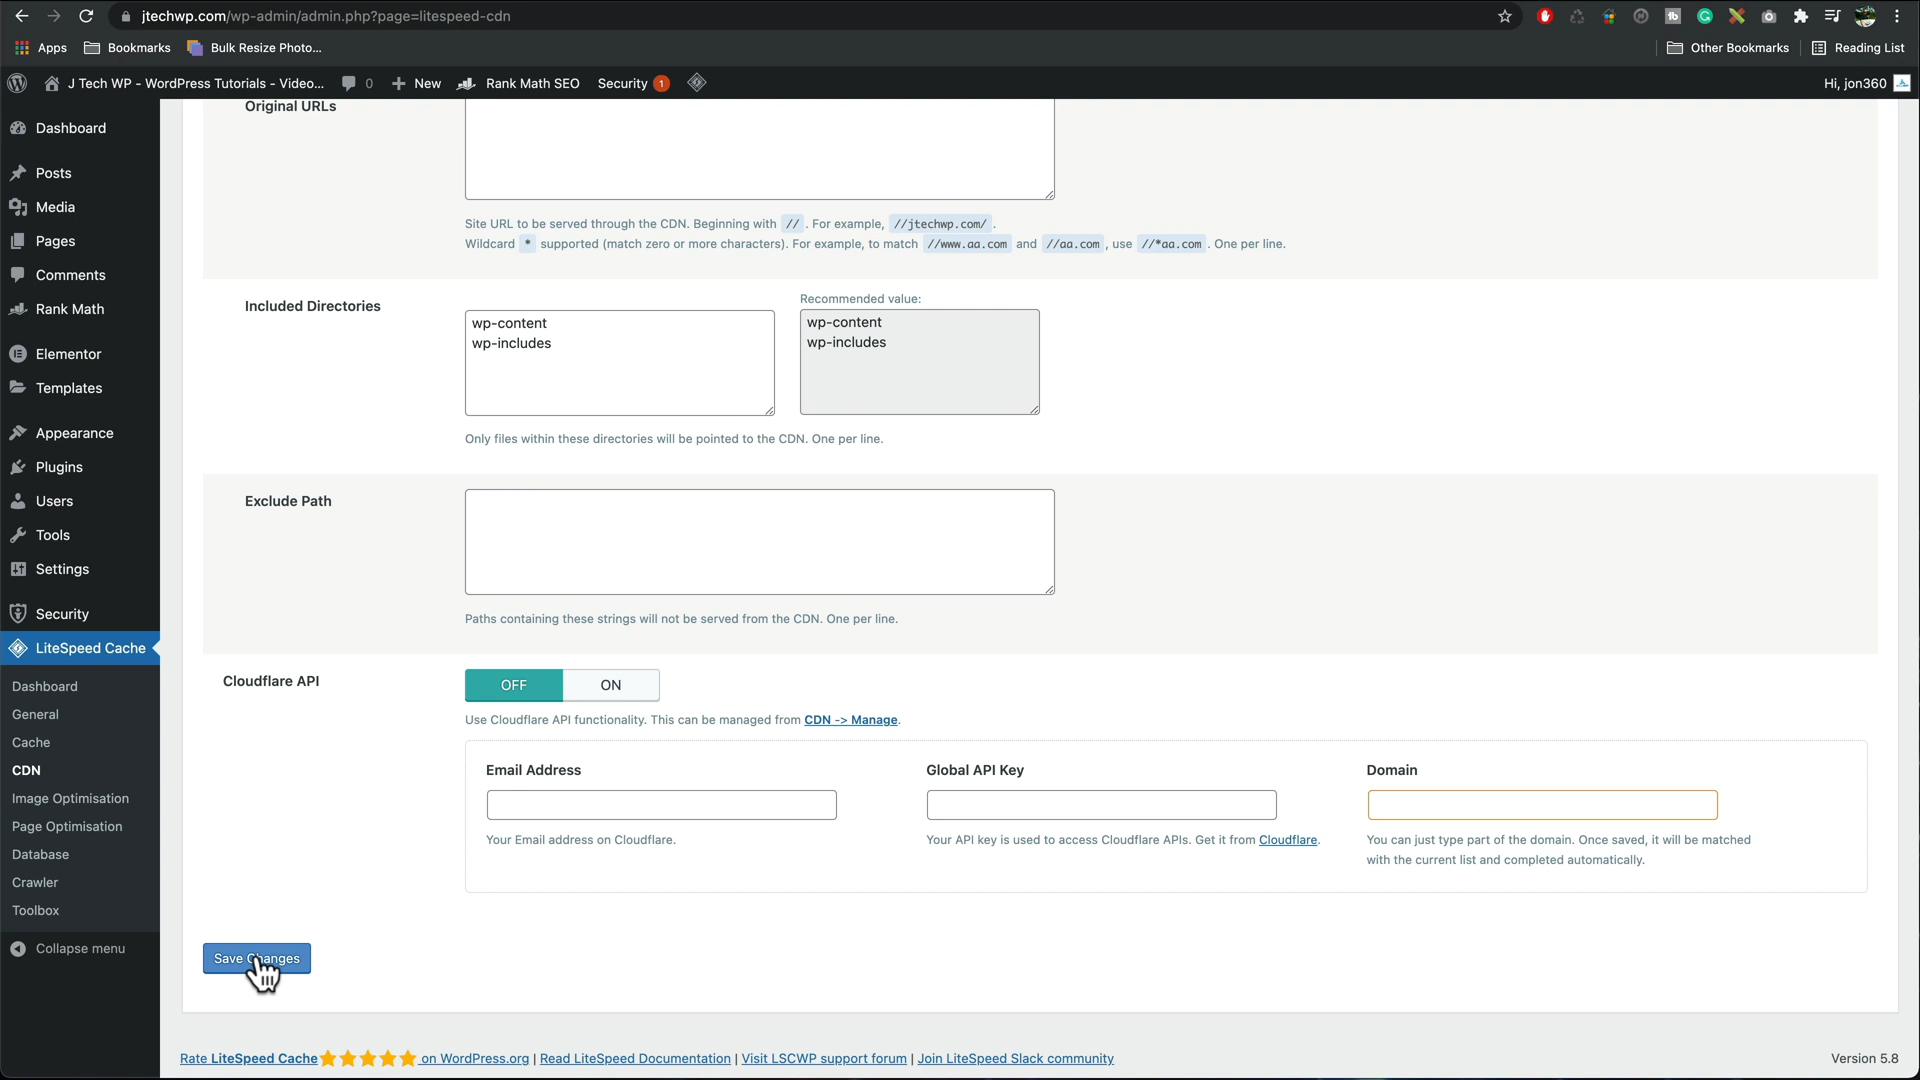 jtechwp.com/wp-admin/admin.php?page=litespeed-cdn
Apps
Bookmarks
Bulk Resize Photo...
Other Bookmarks
Reading List
J Tech WP - WordPress Tutorials - Video...
0
New
Rank Math SEO
Security 1
Hi, jon360
Dashboard
Posts
Media
Pages
Comments
Rank Math
Elementor
Templates
Appearance
Plugins
Users
Tools
Settings
Security
LiteSpeed Cache
Dashboard
General
Cache
CDN
Image Optimisation
Page Optimisation
Database
Crawler
Toolbox
Collapse menu
Original URLs
Site URL to be served through the CDN. Beginning with // . For example, //jtechwp.com/ .
Wildcard * supported (match zero or more characters). For example, to match //www.aa.com and //aa.com , use //*aa.com . One per line.
Included Directories
wp-content
wp-includes
Recommended value:
wp-content
wp-includes
Only files within these directories will be pointed to the CDN. One per line.
Exclude Path
Paths containing these strings will not be served from the CDN. One per line.
Cloudflare API
OFF
ON
Use Cloudflare API functionality. This can be managed from CDN -> Manage.
Email Address
Your Email address on Cloudflare.
Global API Key
Your API key is used to access Cloudflare APIs. Get it from Cloudflare.
Domain
You can just type part of the domain. Once saved, it will be matched
with the current list and completed automatically.
Save Changes
Rate LiteSpeed Cache on WordPress.org | Read LiteSpeed Documentation | Visit LSCWP support forum | Join LiteSpeed Slack community
Version 5.8